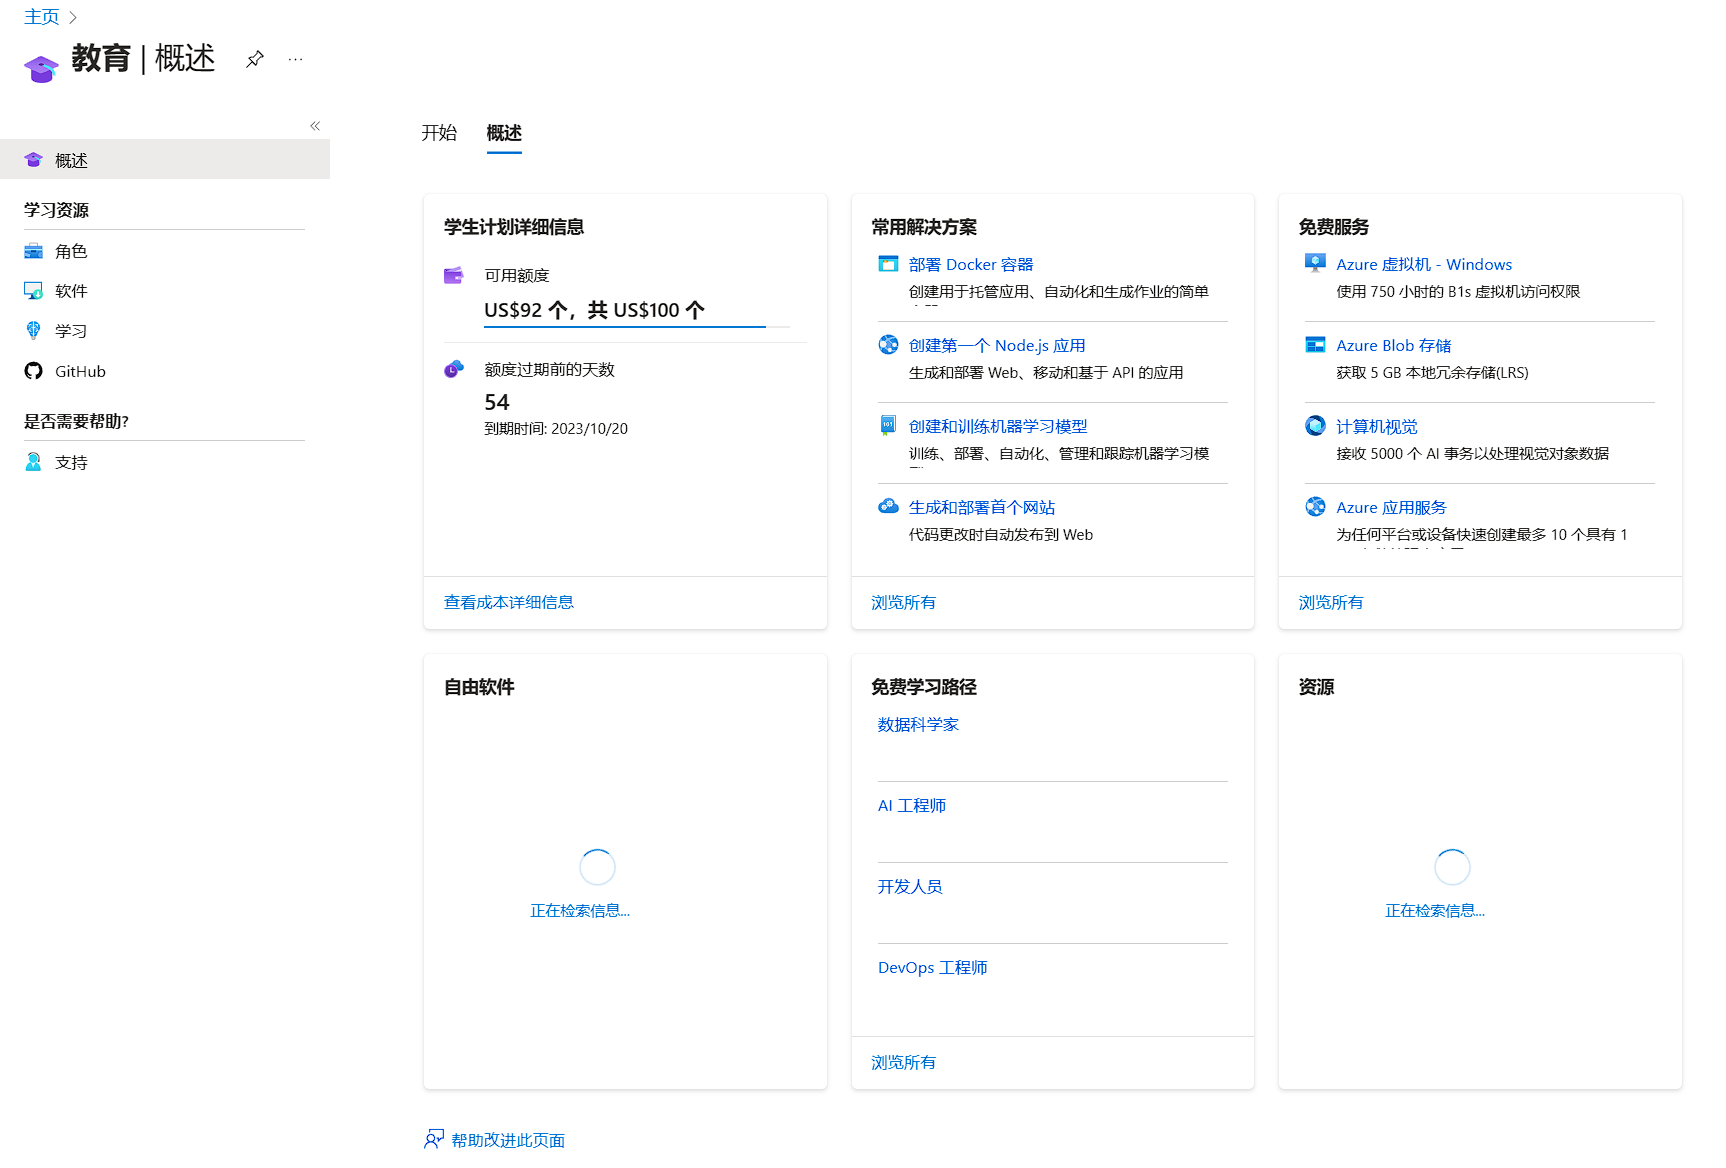 主页
教育 | 概述
概述
学习资源
角色
软件
学习
GitHub
是否需要帮助?
支持
开始
概述
学生计划详细信息
可用额度
US$92 个，共 US$100 个
额度过期前的天数
54
到期时间: 2023/10/20
查看成本详细信息
常用解决方案
部署 Docker 容器
创建用于托管应用、自动化和生成作业的简单
创建第一个 Node.js 应用
生成和部署 Web、移动和基于 API 的应用
创建和训练机器学习模型
训练、部署、自动化、管理和跟踪机器学习模
生成和部署首个网站
代码更改时自动发布到 Web
浏览所有
免费服务
Azure 虚拟机 - Windows
使用 750 小时的 B1s 虚拟机访问权限
Azure Blob 存储
获取 5 GB 本地冗余存储(LRS)
计算机视觉
接收 5000 个 AI 事务以处理视觉对象数据
Azure 应用服务
为任何平台或设备快速创建最多 10 个具有 1
浏览所有
自由软件
正在检索信息...
免费学习路径
数据科学家
AI 工程师
开发人员
DevOps 工程师
浏览所有
资源
正在检索信息...
帮助改进此页面